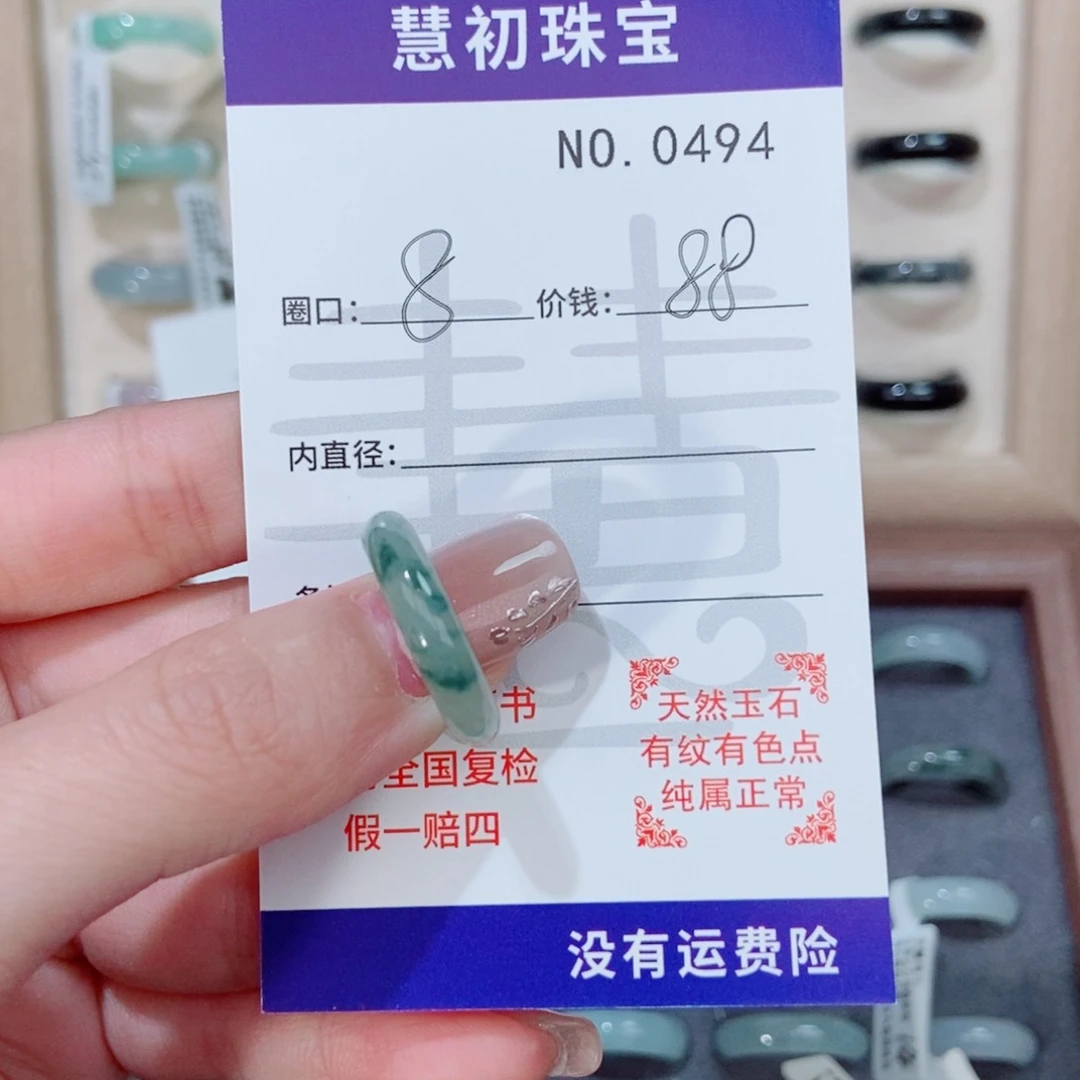 慧初珠宝
NO. 0494
圈口: 8 价钱: 88
内直径:
书
全国复检
假一赔四
天然玉石
有纹有色点
纯属正常
没有运费险